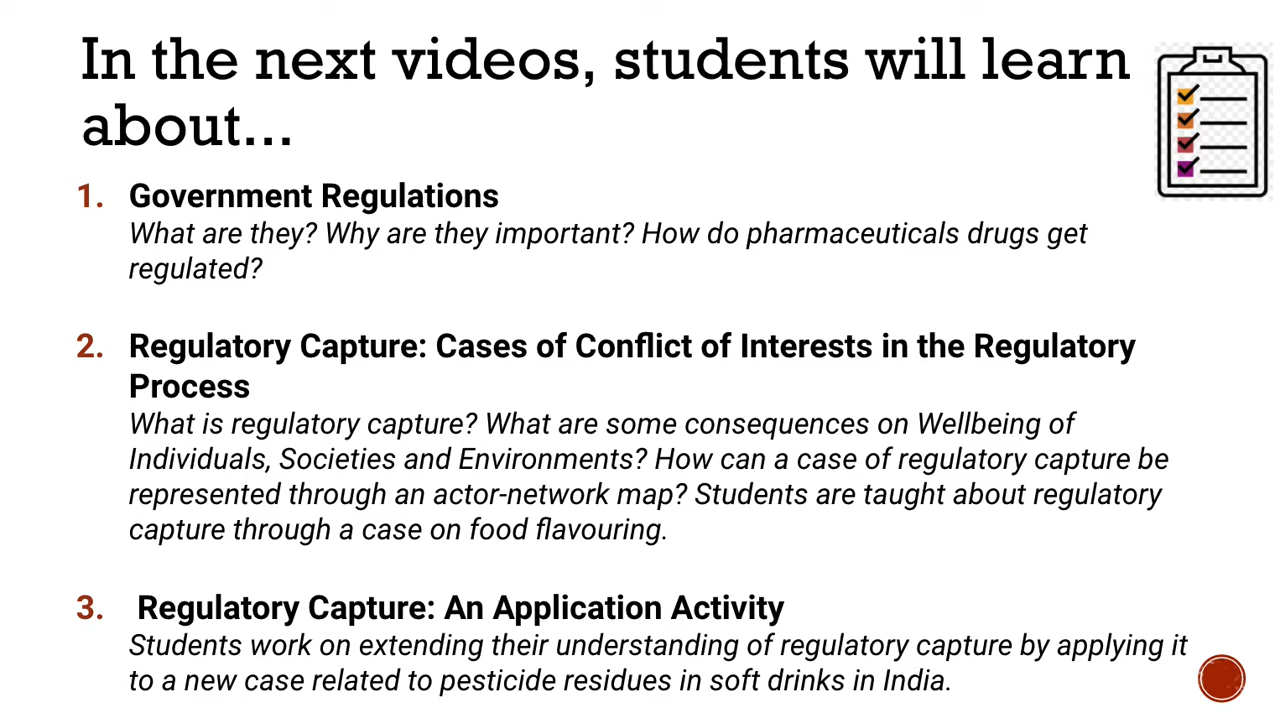 In the next videos, students will learn
about...
1. Government Regulations
What are they? Why are they important? How do pharmaceuticals drugs get
regulated?
2. Regulatory Capture: Cases of Conflict of Interests in the Regulatory
Process
What is regulatory capture? What are some consequences on Wellbeing of
Individuals, Societies and Environments? How can a case of regulatory capture be
represented through an actor-network map? Students are taught about regulatory
capture through a case on food flavouring.
3. Regulatory Capture: An Application Activity
Students work on extending their understanding of regulatory capture by applying it
to a new case related to pesticide residues in soft drinks in India.